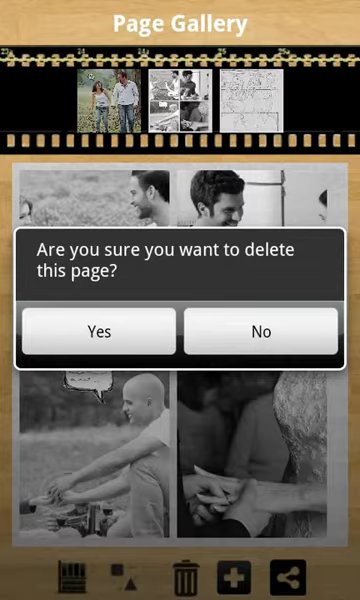 Page Gallery
Are you sure you want to delete
this page?
Yes
No